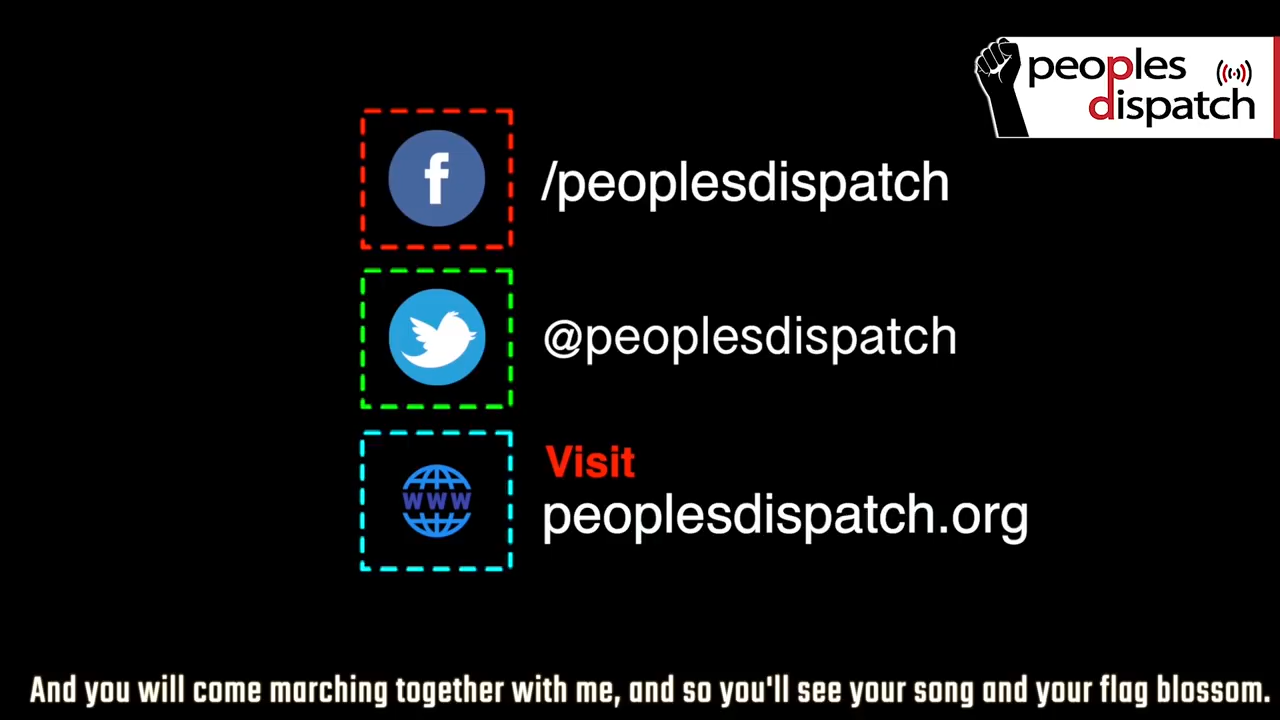 peoples
dispatch
f
/peoplesdispatch
@peoplesdispatch
Visit
www
peoplesdispatch.org
And you will come marching together with me, and so you'll see your song and your flag blossom.